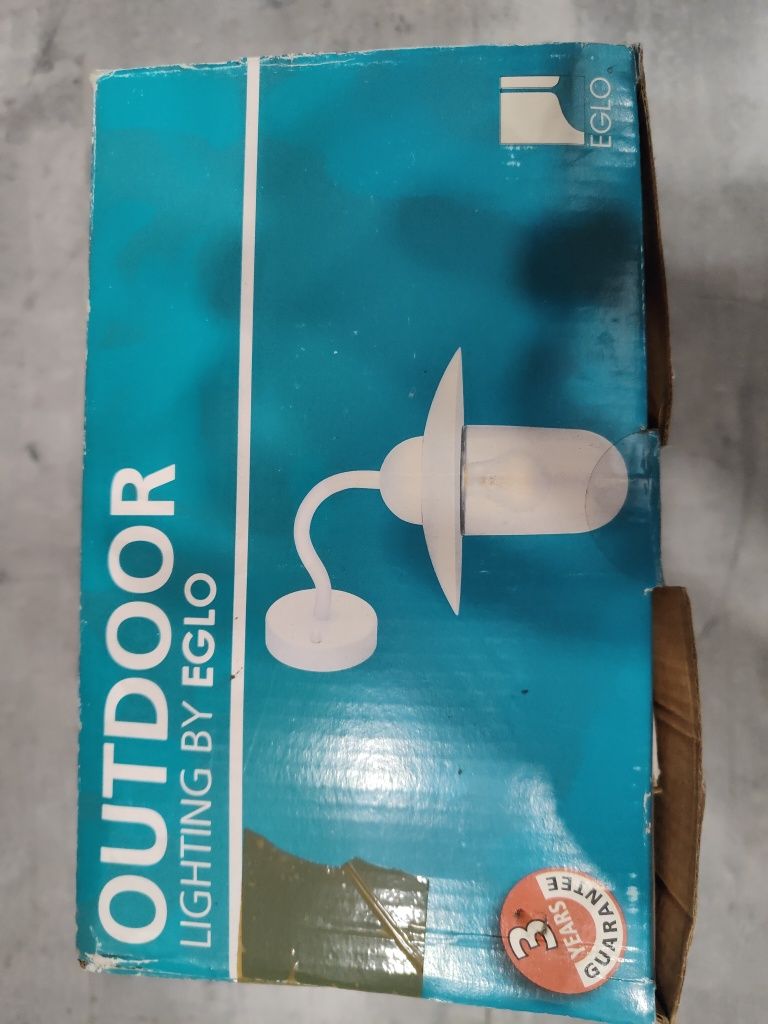 OUTDOOR
LIGHTING BY EGLO
EGLO
3
YEARS
GUARANTEE